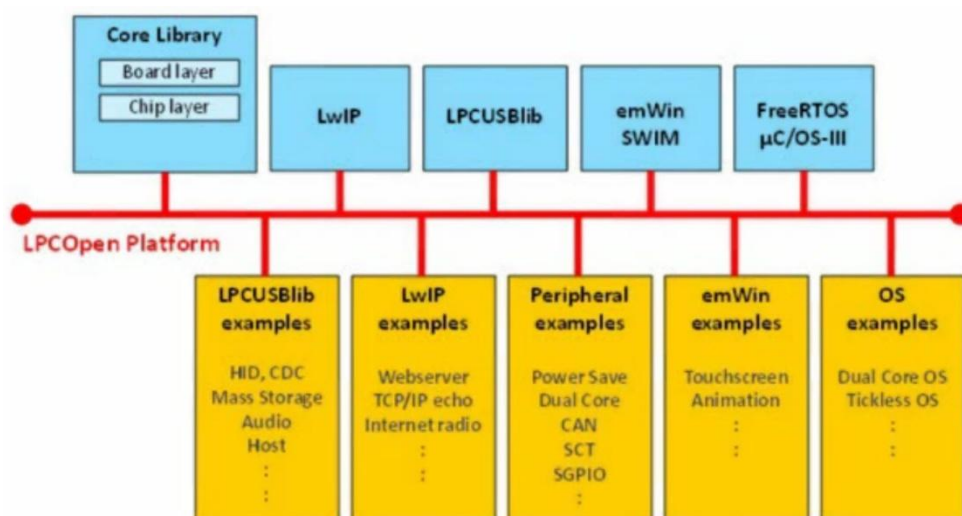 Core Library
Board layer
Chip layer
LwIP
LPCUSBlib
emWin
SWIM
FreeRTOS
µC/OS-III
LPCOpen Platform
LPCUSBlib
examples
HID, CDC
Mass Storage
Audio
Host
:
:
LwIP
examples
Webserver
TCP/IP echo
Internet radio
:
:
Peripheral
examples
Power Save
Dual Core
CAN
SCT
SGPIO
:
emWin
examples
Touchscreen
Animation
:
:
OS
examples
Dual Core OS
Tickless OS
:
: